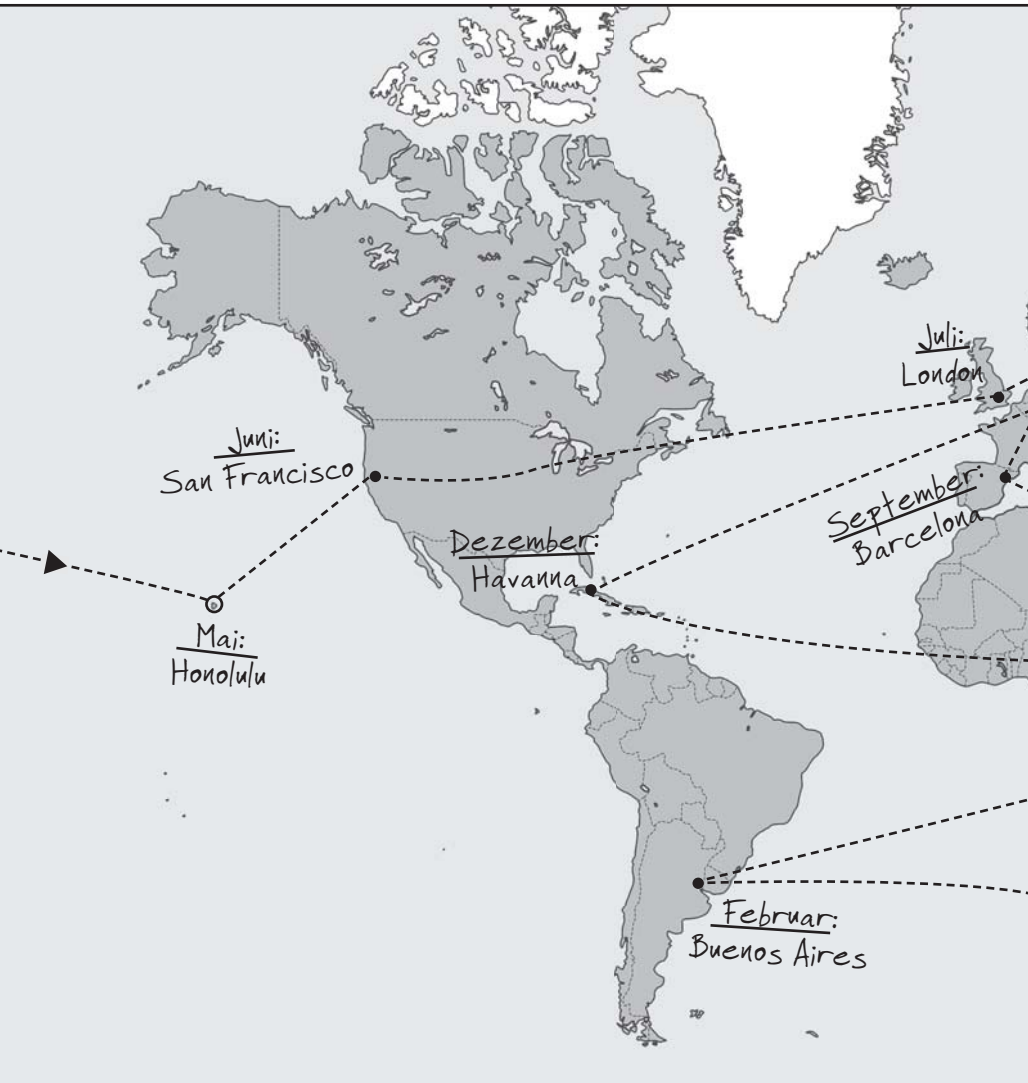 Juli:
London
Juni:
San Francisco
September:
Barcelona
Dezember:
Havanna
Mai:
Honolulu
Februar:
Buenos Aires